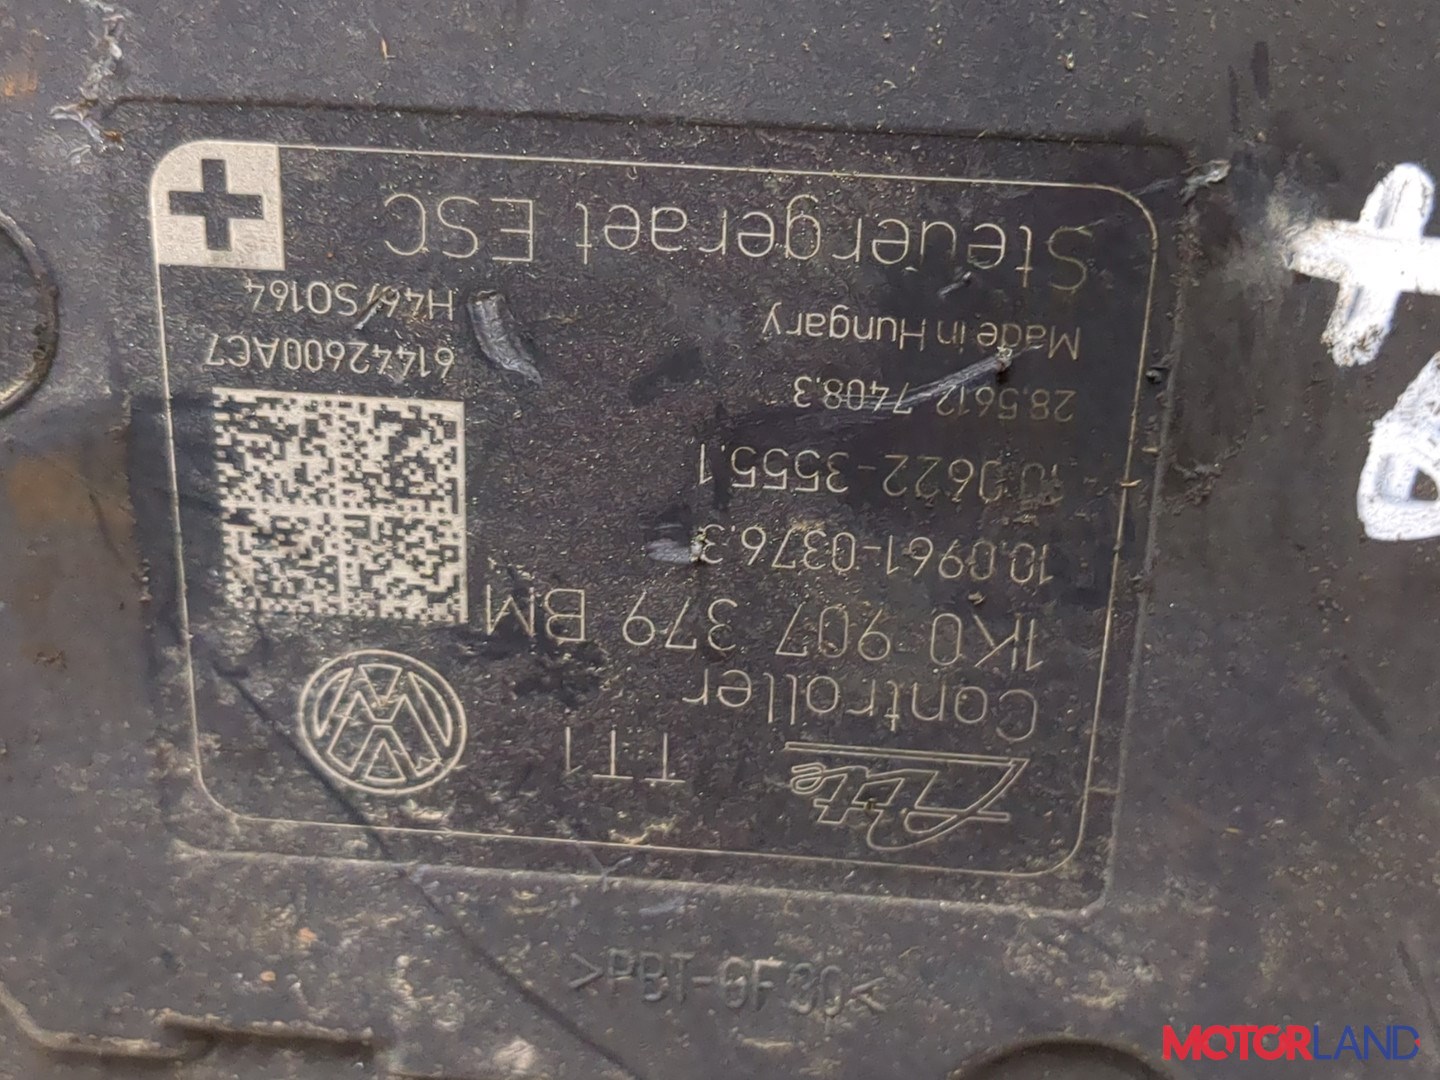 Ate TT1
Controller
1K0 907 379 BM
10.0961-0376.3
10.0622-3555.1
28.5612-7408.3
Made in Hungary
Steuergeraet ESC
61442600AC7
H46/S0164
>PBT-GF30<
MOTORLAND